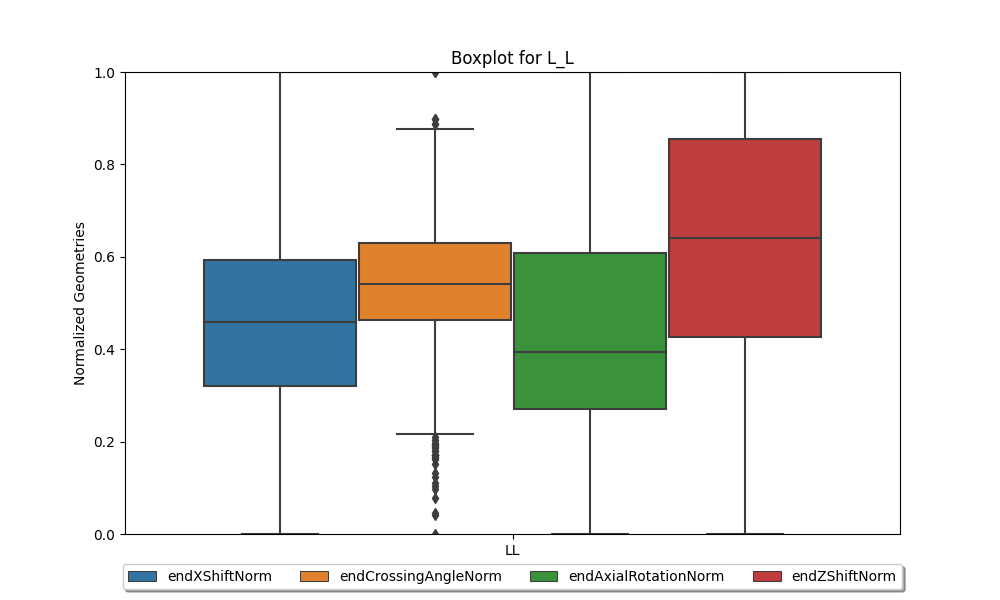 Boxplot for L_L
Normalized Geometries
1.0
0.8
0.6
0.4
0.2
0.0
LL
endXShiftNorm endCrossingAngleNorm endAxialRotationNorm endZShiftNorm